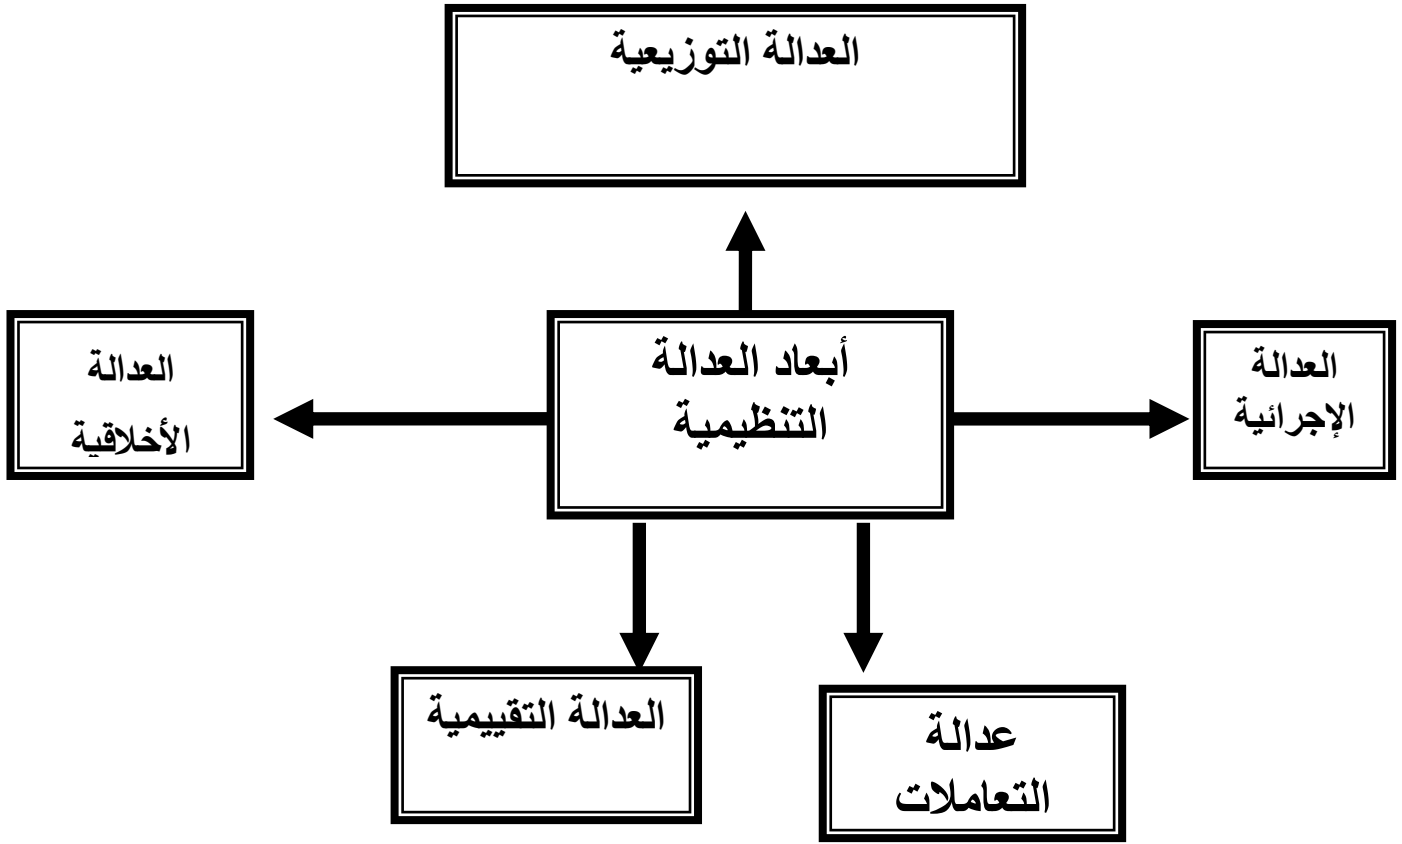 العدالة التوزيعية
أبعاد العدالة
التنظيمية
العدالة
الإجرائية
العدالة
الأخلاقية
عدالة
التعاملات
العدالة التقييمية